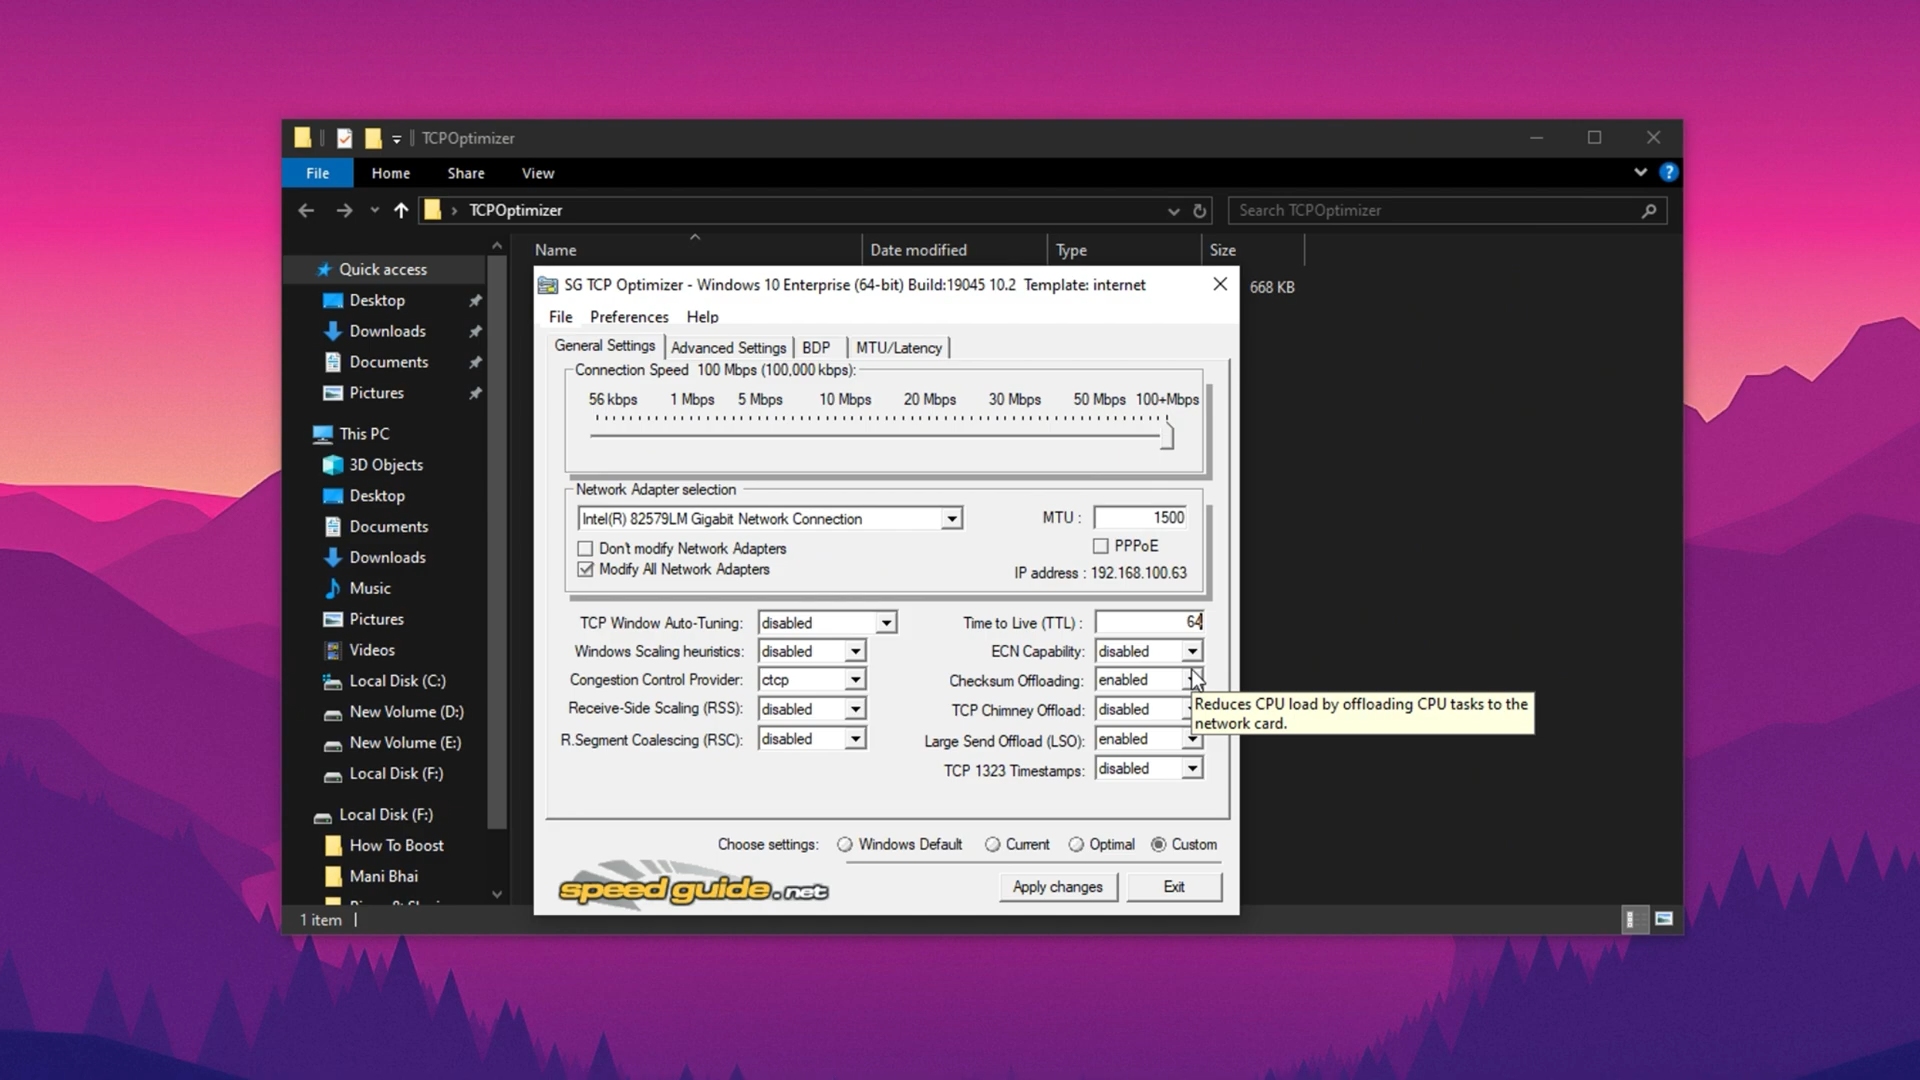 TCPOptimizer
File Home Share View
TCPOptimizer
Search TCPOptimizer
Name Date modified Type Size
668 KB
Quick access
Desktop
Downloads
Documents
Pictures
This PC
3D Objects
Desktop
Documents
Downloads
Music
Pictures
Videos
Local Disk (C:)
New Volume (D:)
New Volume (E:)
Local Disk (F:)
Local Disk (F:)
How To Boost
Mani Bhai
1 item
SG TCP Optimizer - Windows 10 Enterprise (64-bit) Build:19045 10.2 Template: internet
File Preferences Help
General Settings Advanced Settings BDP MTU/Latency
Connection Speed 100 Mbps (100,000 kbps):
56 kbps 1 Mbps 5 Mbps 10 Mbps 20 Mbps 30 Mbps 50 Mbps 100+Mbps
Network Adapter selection
Intel(R) 82579LM Gigabit Network Connection
MTU : 1500
Don't modify Network Adapters
PPPoE
Modify All Network Adapters
IP address : 192.168.100.63
TCP Window Auto-Tuning: disabled
Time to Live (TTL) : 64
Windows Scaling heuristics: disabled
ECN Capability: disabled
Congestion Control Provider: ctcp
Checksum Offloading: enabled
Receive-Side Scaling (RSS): disabled
TCP Chimney Offload: disabled
R.Segment Coalescing (RSC): disabled
Large Send Offload (LSO): enabled
TCP 1323 Timestamps: disabled
Reduces CPU load by offloading CPU tasks to the
network card.
Choose settings: Windows Default Current Optimal Custom
speed guide.net
Apply changes Exit